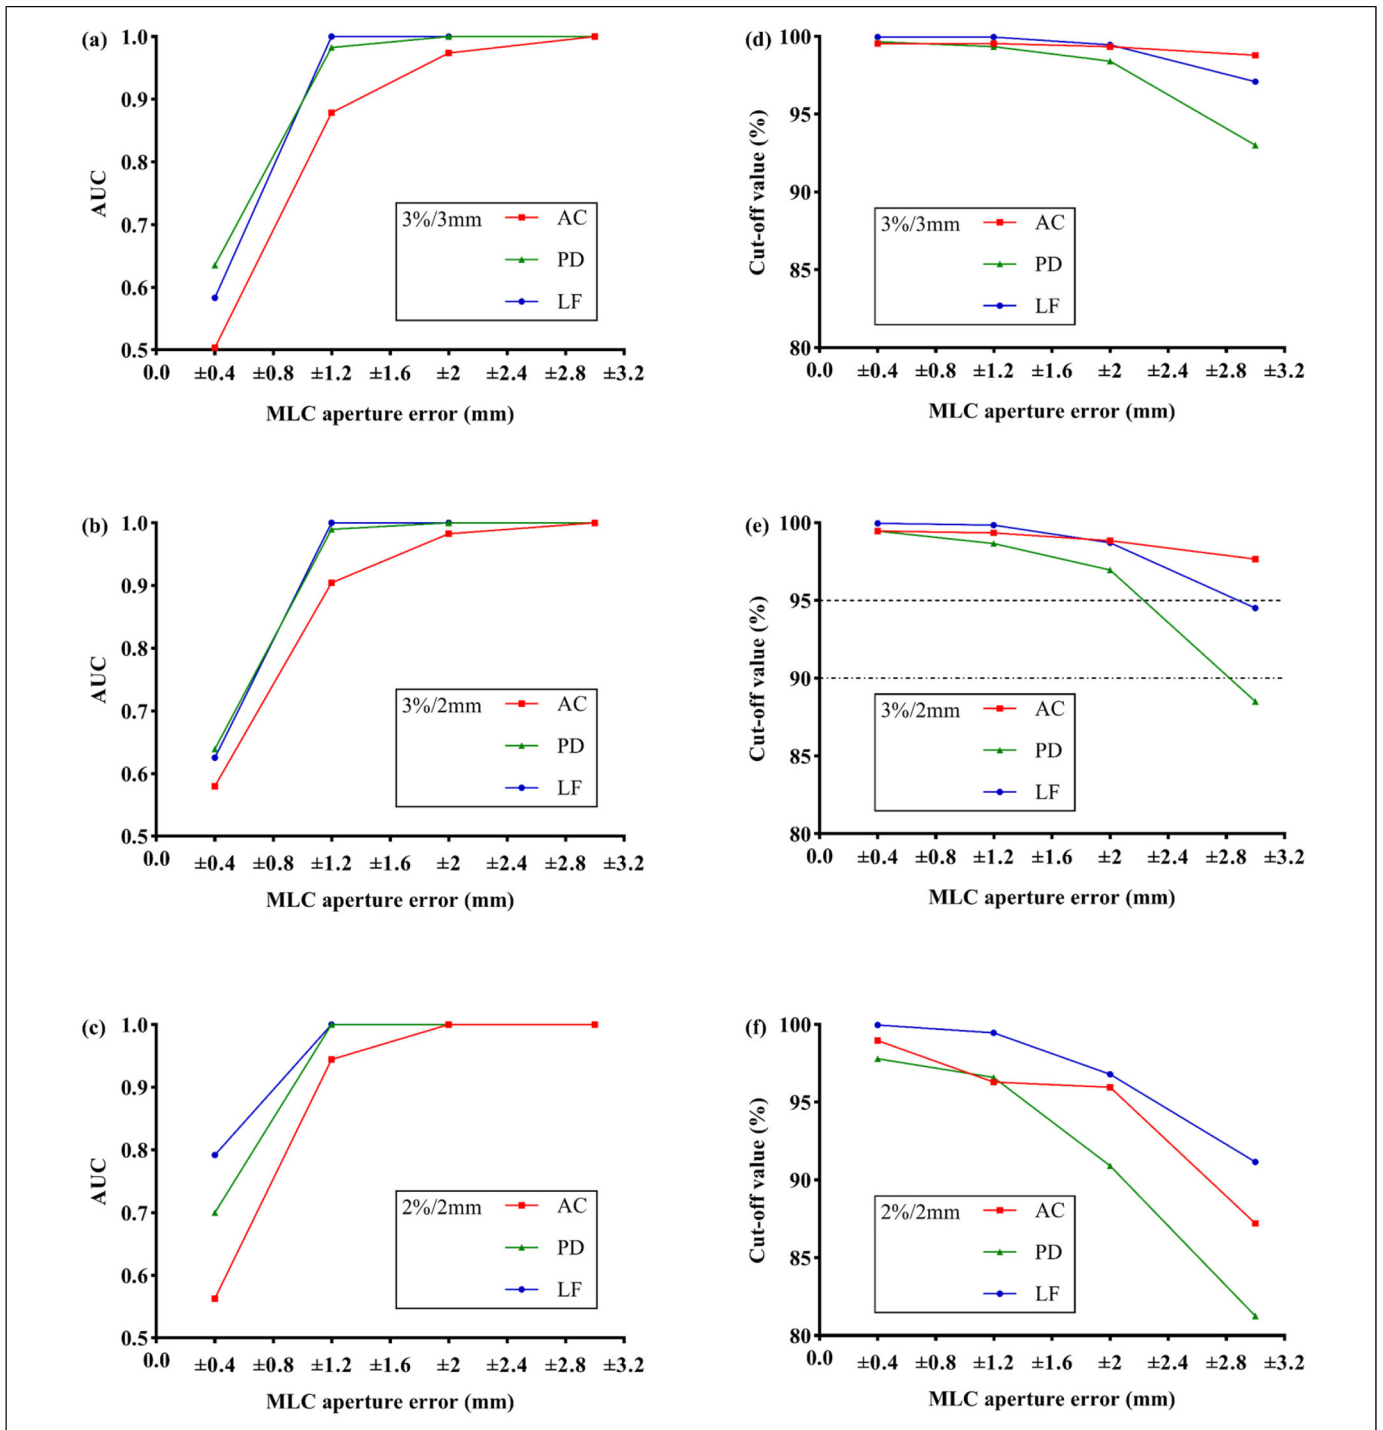 (a)
AUC
1.0
0.9
0.8
0.7
0.6
0.5
3%/3mm AC
PD
LF
0.0 ±0.4 ±0.8 ±1.2 ±1.6 ±2 ±2.4 ±2.8 ±3.2
MLC aperture error (mm)
(d)
Cut-off value (%)
100
95
90
85
80
3%/3mm AC
PD
LF
0.0 ±0.4 ±0.8 ±1.2 ±1.6 ±2 ±2.4 ±2.8 ±3.2
MLC aperture error (mm)
(b)
AUC
1.0
0.9
0.8
0.7
0.6
0.5
3%/2mm AC
PD
LF
0.0 ±0.4 ±0.8 ±1.2 ±1.6 ±2 ±2.4 ±2.8 ±3.2
MLC aperture error (mm)
(e)
Cut-off value (%)
100
95
90
85
80
3%/2mm AC
PD
LF
0.0 ±0.4 ±0.8 ±1.2 ±1.6 ±2 ±2.4 ±2.8 ±3.2
MLC aperture error (mm)
(c)
AUC
1.0
0.9
0.8
0.7
0.6
0.5
2%/2mm AC
PD
LF
0.0 ±0.4 ±0.8 ±1.2 ±1.6 ±2 ±2.4 ±2.8 ±3.2
MLC aperture error (mm)
(f)
Cut-off value (%)
100
95
90
85
80
2%/2mm AC
PD
LF
0.0 ±0.4 ±0.8 ±1.2 ±1.6 ±2 ±2.4 ±2.8 ±3.2
MLC aperture error (mm)